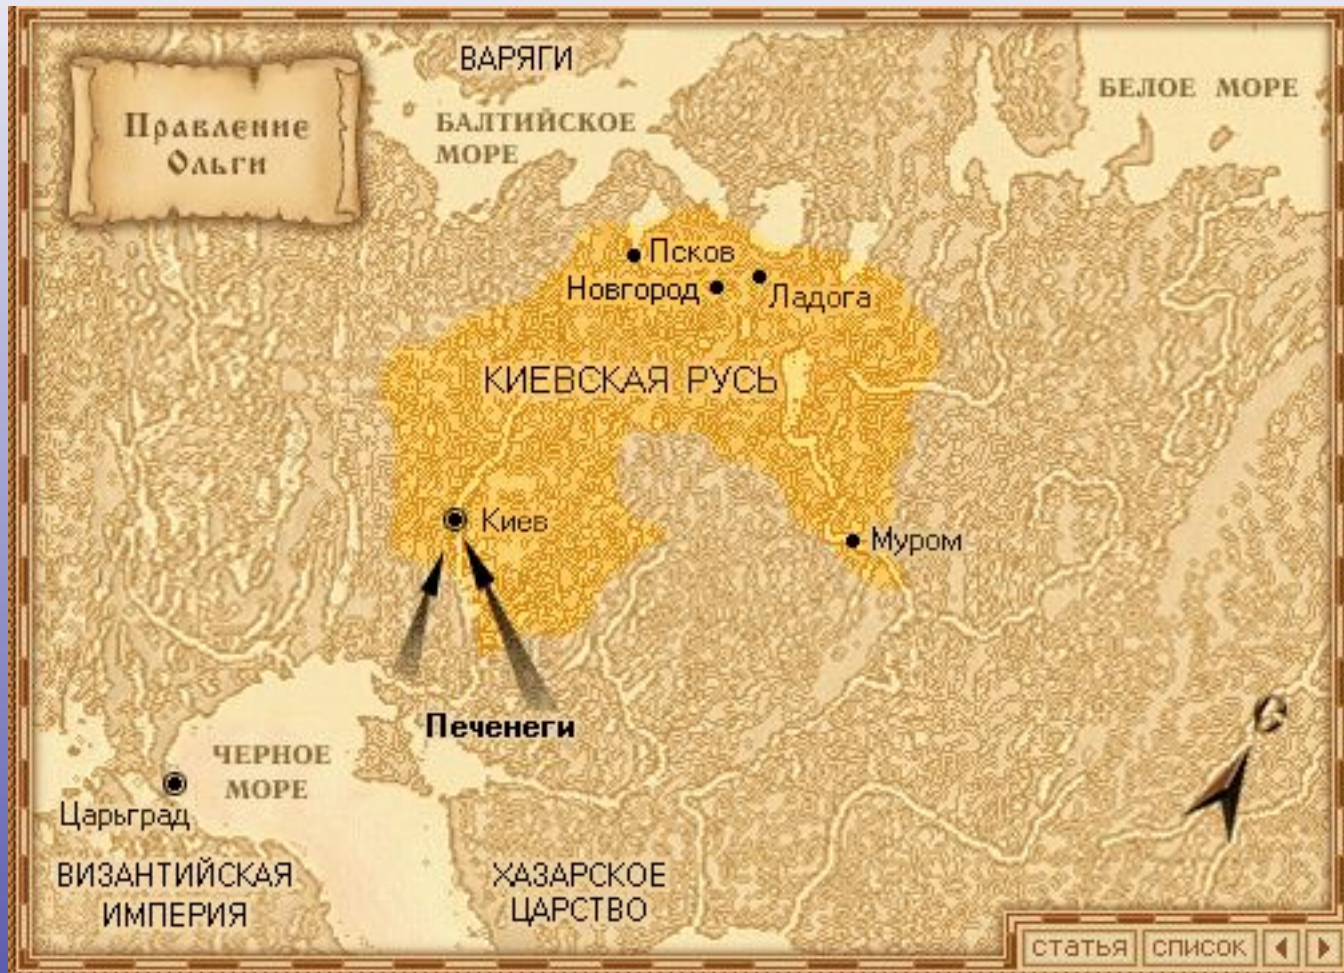 ВАРЯГИ
БЕЛОЕ МОРЕ
Правление
Ольги
БАЛТИЙСКОЕ
МОРЕ
Псков
Новгород
Ладога
КИЕВСКАЯ РУСЬ
Киев
Муром
Печенеги
С
ЧЕРНОЕ
МОРЕ
Царьград
ВИЗАНТИЙСКАЯ
ИМПЕРИЯ
ХАЗАРСКОЕ
ЦАРСТВО
статья список